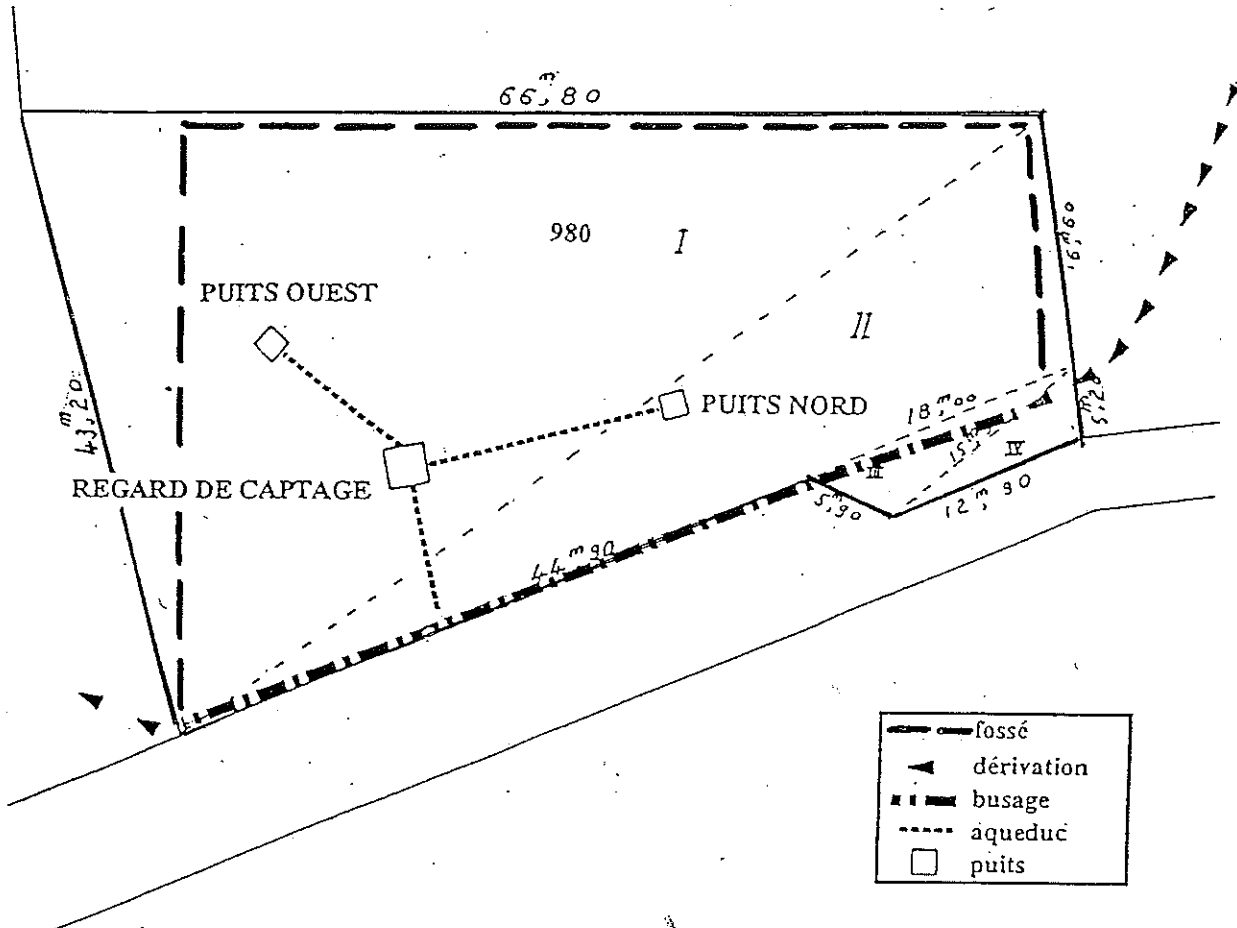 66,80 m
16,60 m
980
I
PUITS OUEST
II
43,20 m
PUITS NORD
18,00 m
5,20 m
REGARD DE CAPTAGE
III
IV
5,90 m
12,90 m
44,90 m
fossé
dérivation
busage
aqueduc
puits